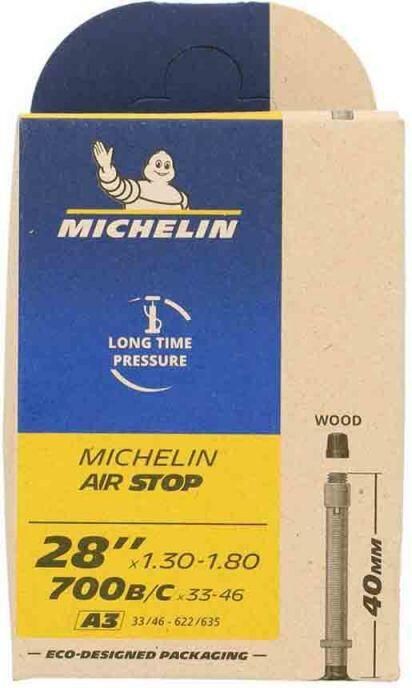 MICHELIN
LONG TIME
PRESSURE
MICHELIN
AIR STOP
28” x1.30-1.80
700B/C x33-46
A3 33/46 - 622/635
ECO-DESIGNED PACKAGING
WOOD
40MM